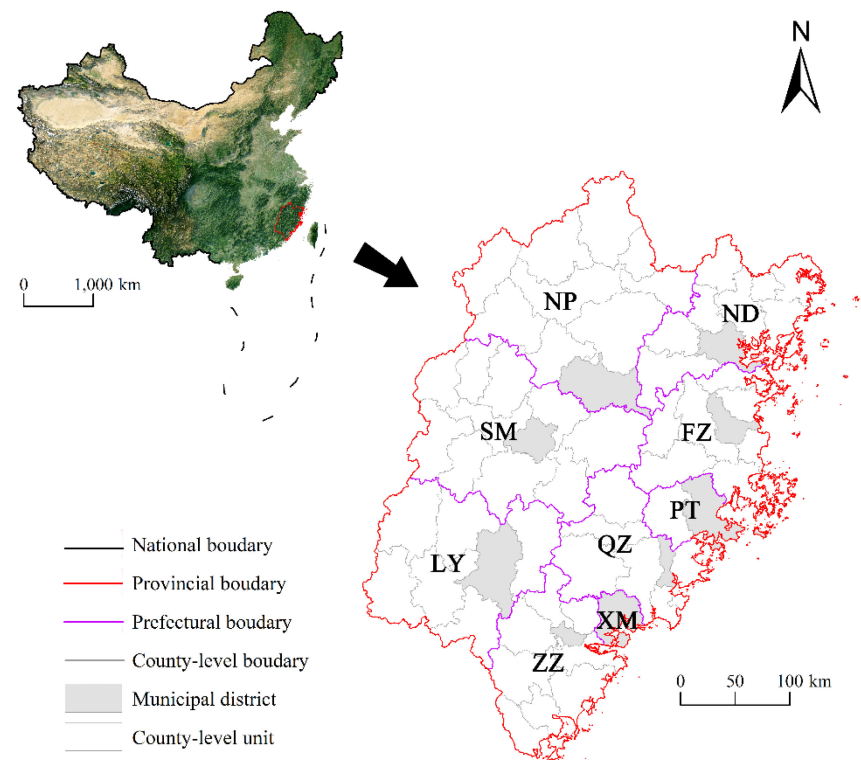 N
0 1,000 km
NP
ND
SM
FZ
PT
QZ
LY
XM
ZZ
National boudary
Provincial boudary
Prefectural boudary
County-level boudary
Municipal district
County-level unit
0 50 100 km